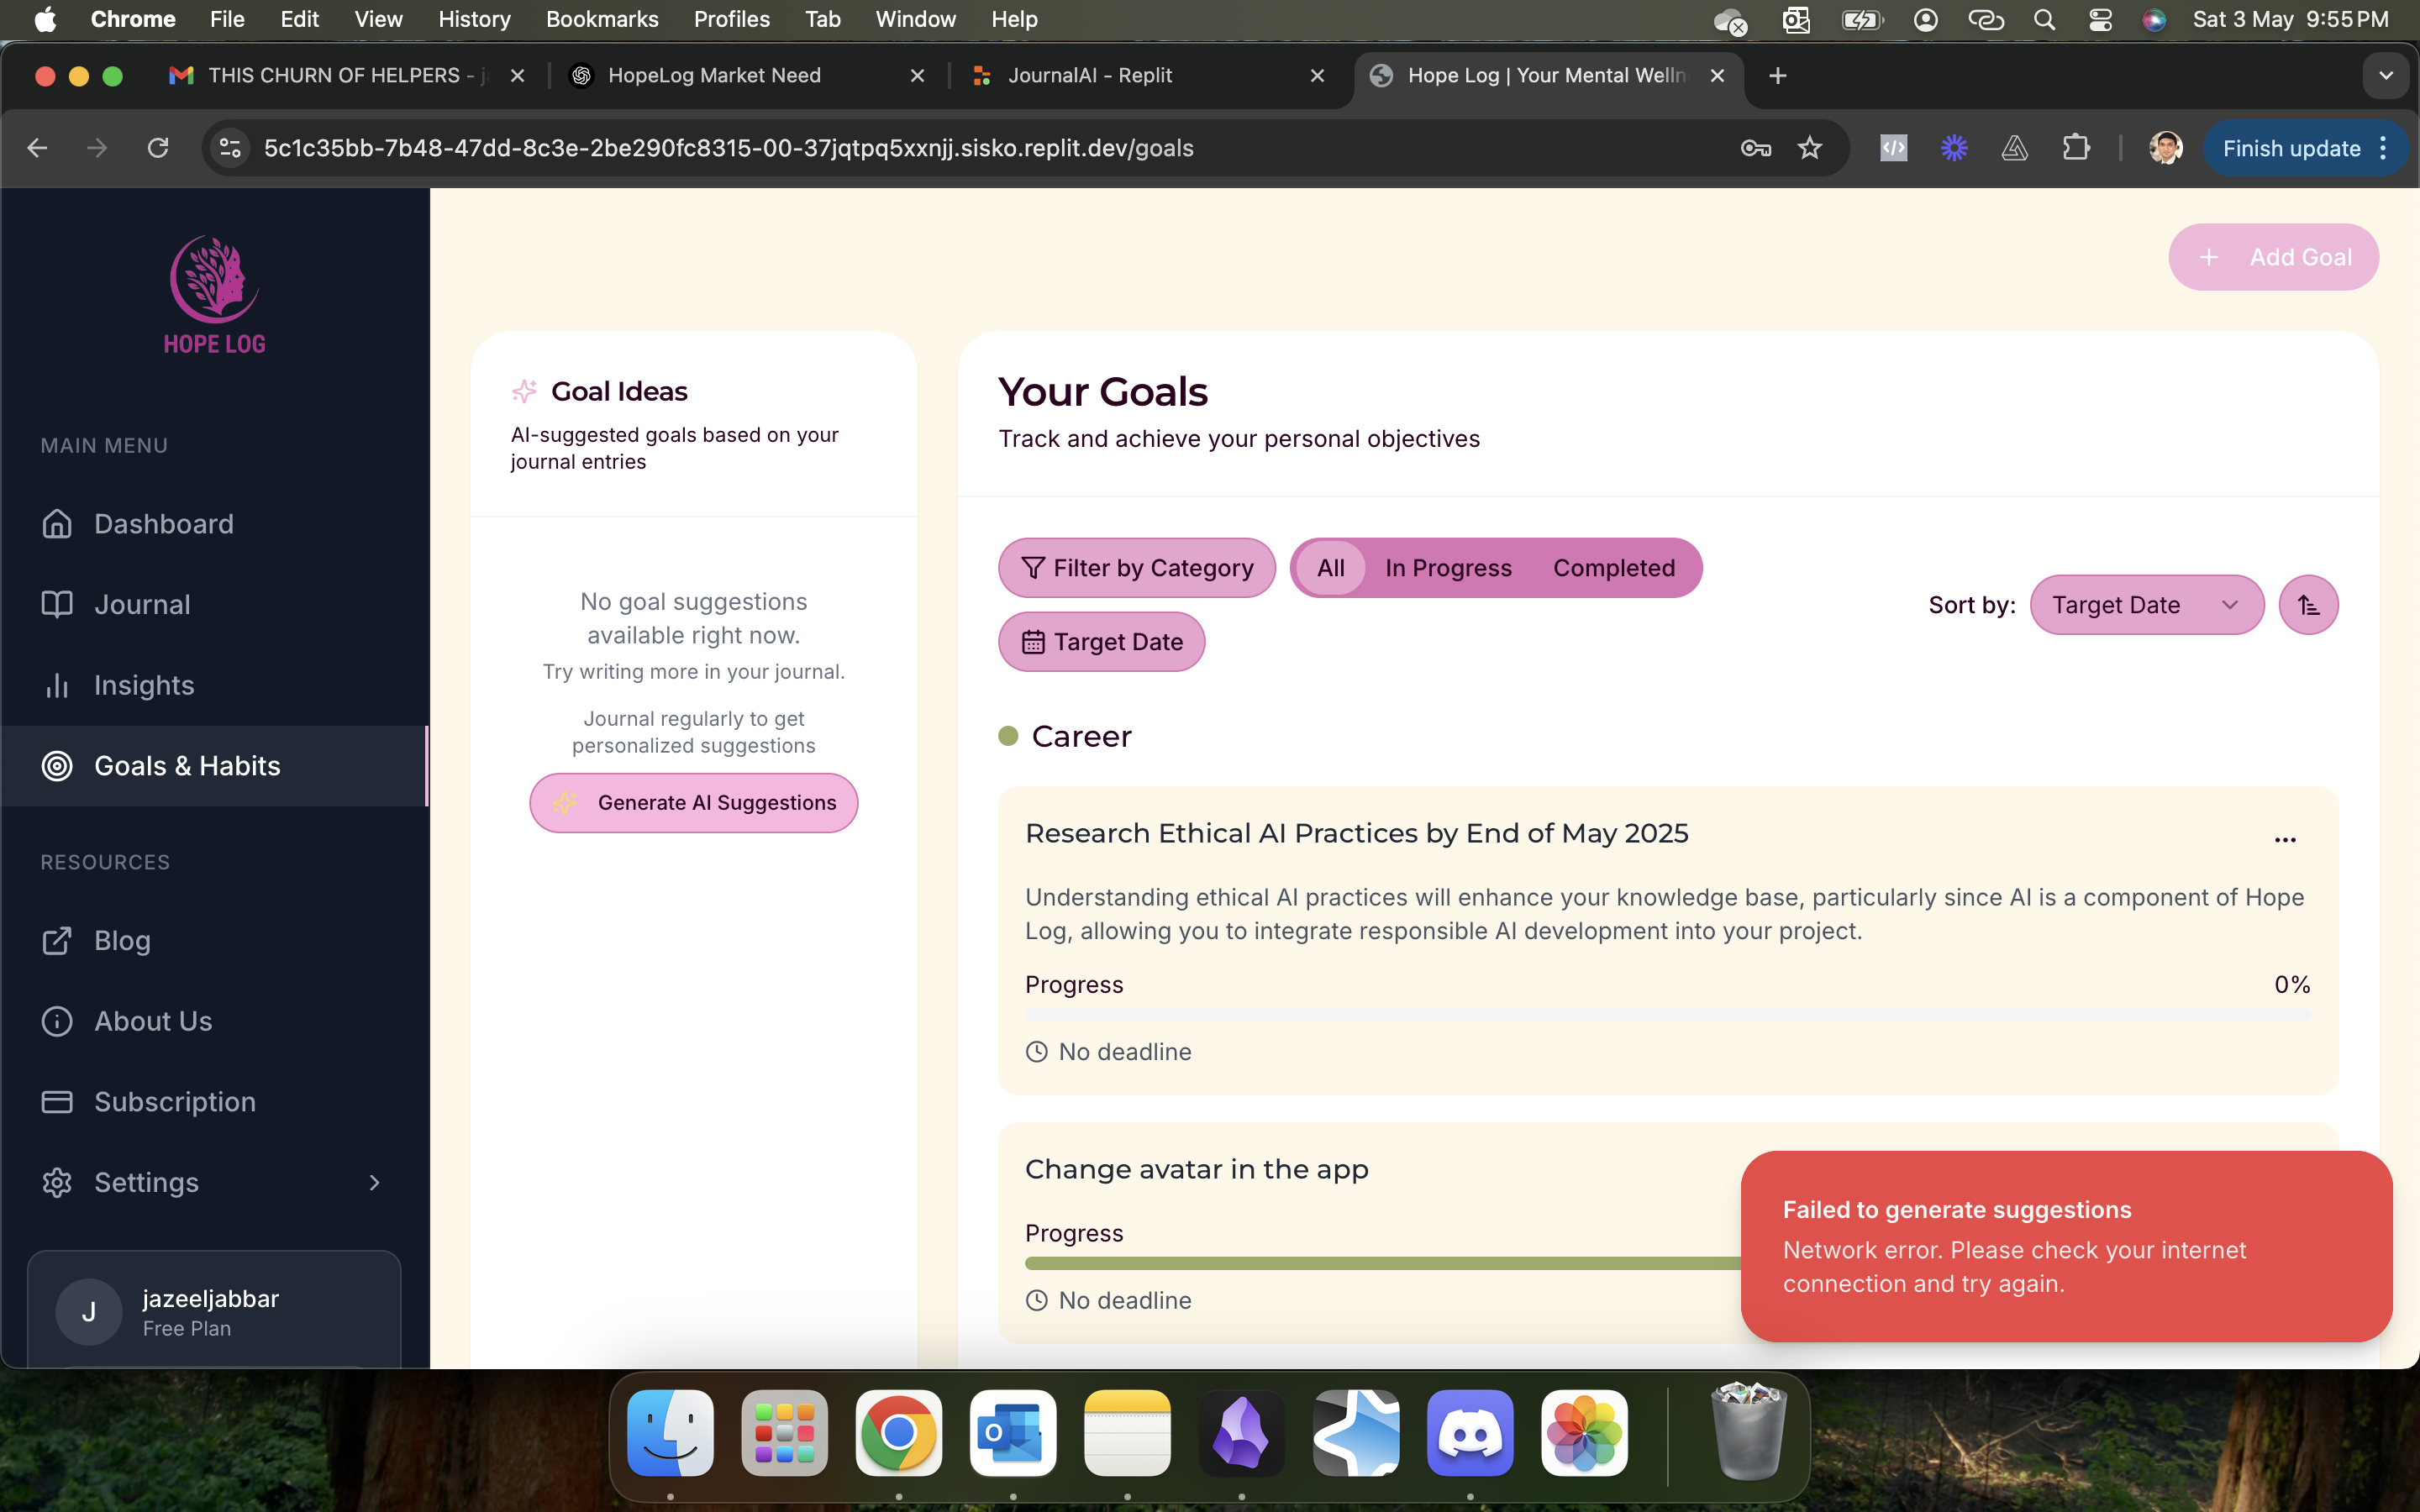 Chrome File Edit View History Bookmarks Profiles Tab Window Help Sat 3 May 9:55 PM
THIS CHURN OF HELPERS - HopeLog Market Need JournalAI - Replit Hope Log | Your Mental Welln
5c1c35bb-7b48-47dd-8c3e-2be290fc8315-00-37jqtpq5xxnjj.sisko.replit.dev/goals Finish update
HOPE LOG
MAIN MENU
Dashboard
Journal
Insights
Goals & Habits
RESOURCES
Blog
About Us
Subscription
Settings
J
jazeeljabbar
Free Plan
+ Add Goal
Goal Ideas
AI-suggested goals based on your
journal entries
No goal suggestions
available right now.
Try writing more in your journal.
Journal regularly to get
personalized suggestions
Generate AI Suggestions
Your Goals
Track and achieve your personal objectives
Filter by Category All In Progress Completed
Target Date
Sort by: Target Date
Career
Research Ethical AI Practices by End of May 2025
...
Understanding ethical AI practices will enhance your knowledge base, particularly since AI is a component of Hope
Log, allowing you to integrate responsible AI development into your project.
Progress 0%
No deadline
Change avatar in the app
Progress
No deadline
Failed to generate suggestions
Network error. Please check your internet
connection and try again.